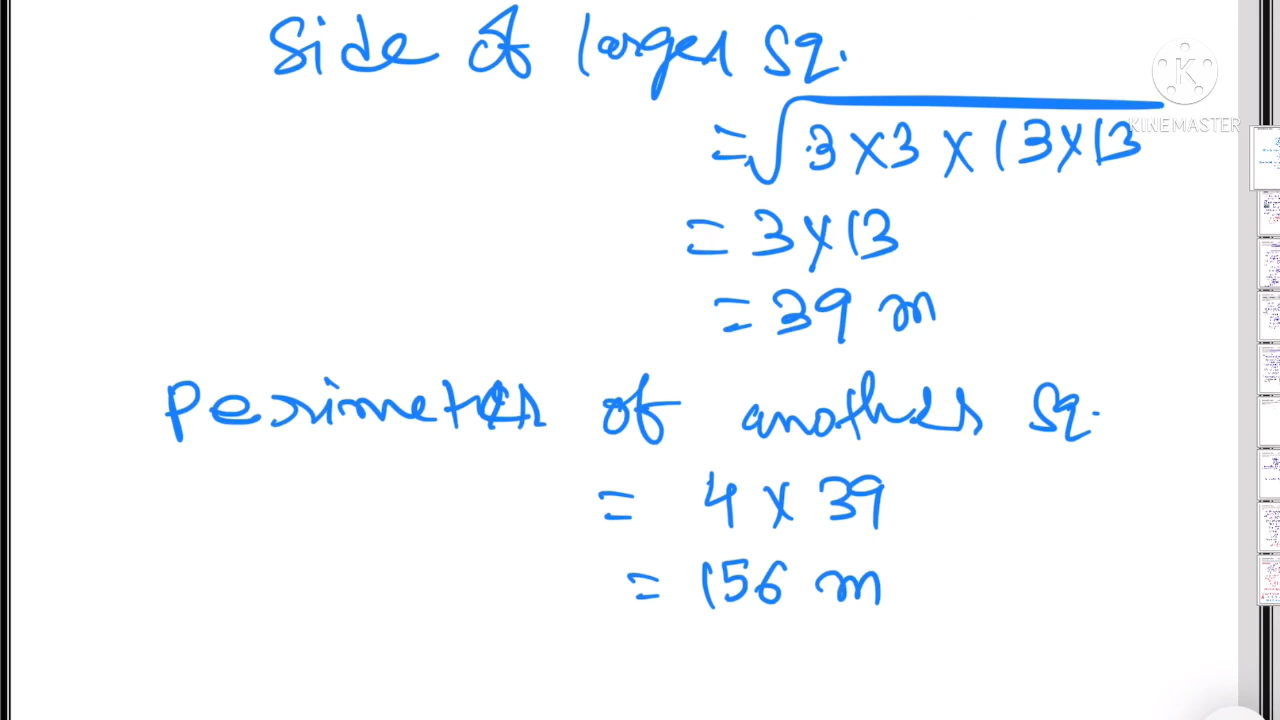 Side of larger sq.
KINEMASTER
= √3 x 3 x 13 x 13
= 3 x 13
= 39 m
Perimeter of another sq.
= 4 x 39
= 156 m